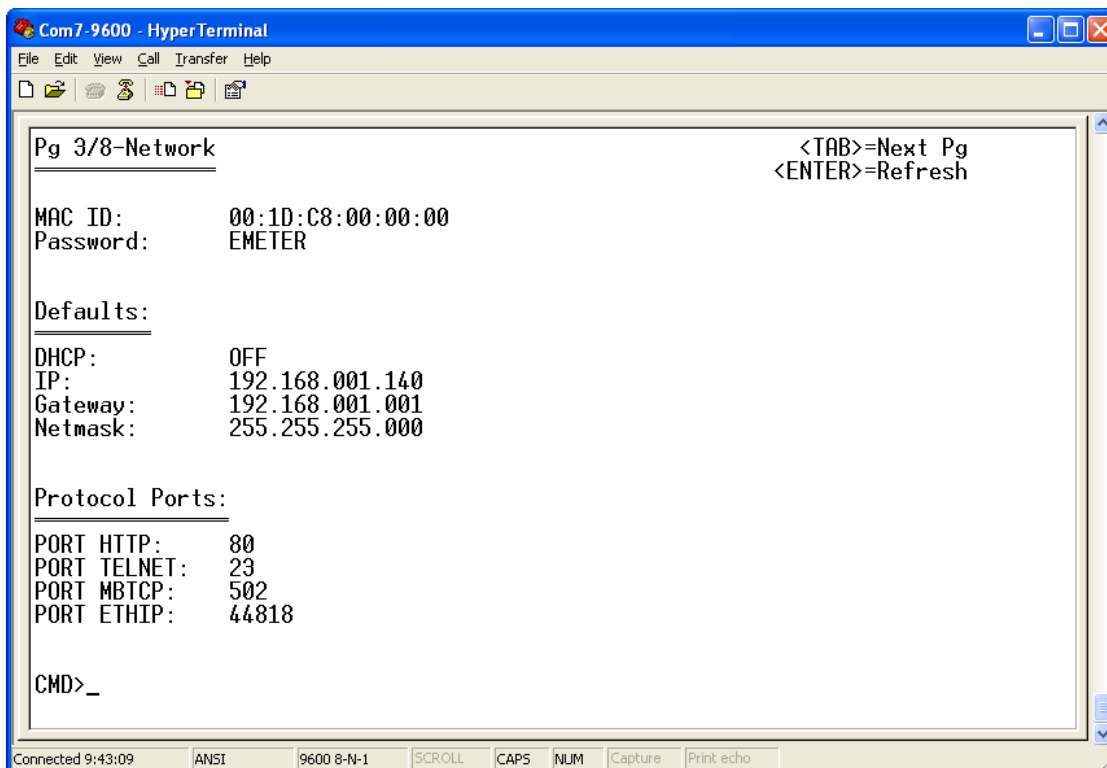 Com7-9600 - HyperTerminal
File Edit View Call Transfer Help
Pg 3/8-Network <TAB>=Next Pg
<ENTER>=Refresh
MAC ID: 00:1D:C8:00:00:00
Password: EMETER
Defaults:
DHCP: OFF
IP: 192.168.001.140
Gateway: 192.168.001.001
Netmask: 255.255.255.000
Protocol Ports:
PORT HTTP: 80
PORT TELNET: 23
PORT MBTCP: 502
PORT ETHIP: 44818
CMD>_
Connected 9:43:09 ANSI 9600 8-N-1 SCROLL CAPS NUM Capture Print echo